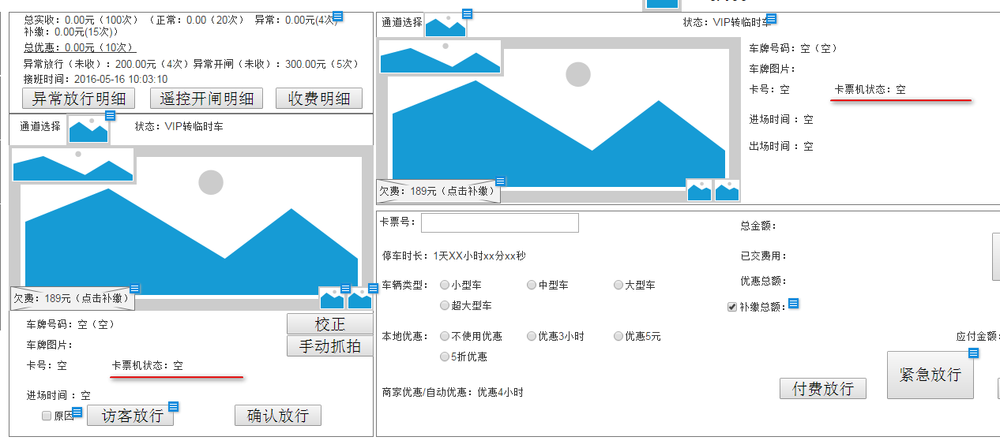 总实收：0.00元（100次）（正常：0.00（20次） 异常：0.00元(4次)
补缴：0.00元(15次)）
总优惠：0.00元（10次）
异常放行（未收）：200.00元（4次）异常开闸（未收）：300.00元（5次）
接班时间：2016-05-16 10:03:10
异常放行明细 遥控开闸明细 收费明细
通道选择 状态：VIP转临时车
欠费：189元（点击补缴）
车牌号码：空（空）
校正
车牌图片：
手动抓拍
卡号：空 卡票机状态：空
进场时间 ：空
原因 访客放行 确认放行
通道选择 状态：VIP转临时车
车牌号码：空（空）
车牌图片：
卡号：空 卡票机状态：空
进场时间 ：空
出场时间 ：空
欠费：189元（点击补缴）
卡票号：
总金额：
停车时长：1天XX小时xx分xx秒
已交费用：
车辆类型： 小型车 中型车 大型车
优惠总额：
超大型车
补缴总额：
本地优惠： 不使用优惠 优惠3小时 优惠5元
应付金额：
5折优惠
紧急放行
商家优惠/自动优惠：优惠4小时
付费放行